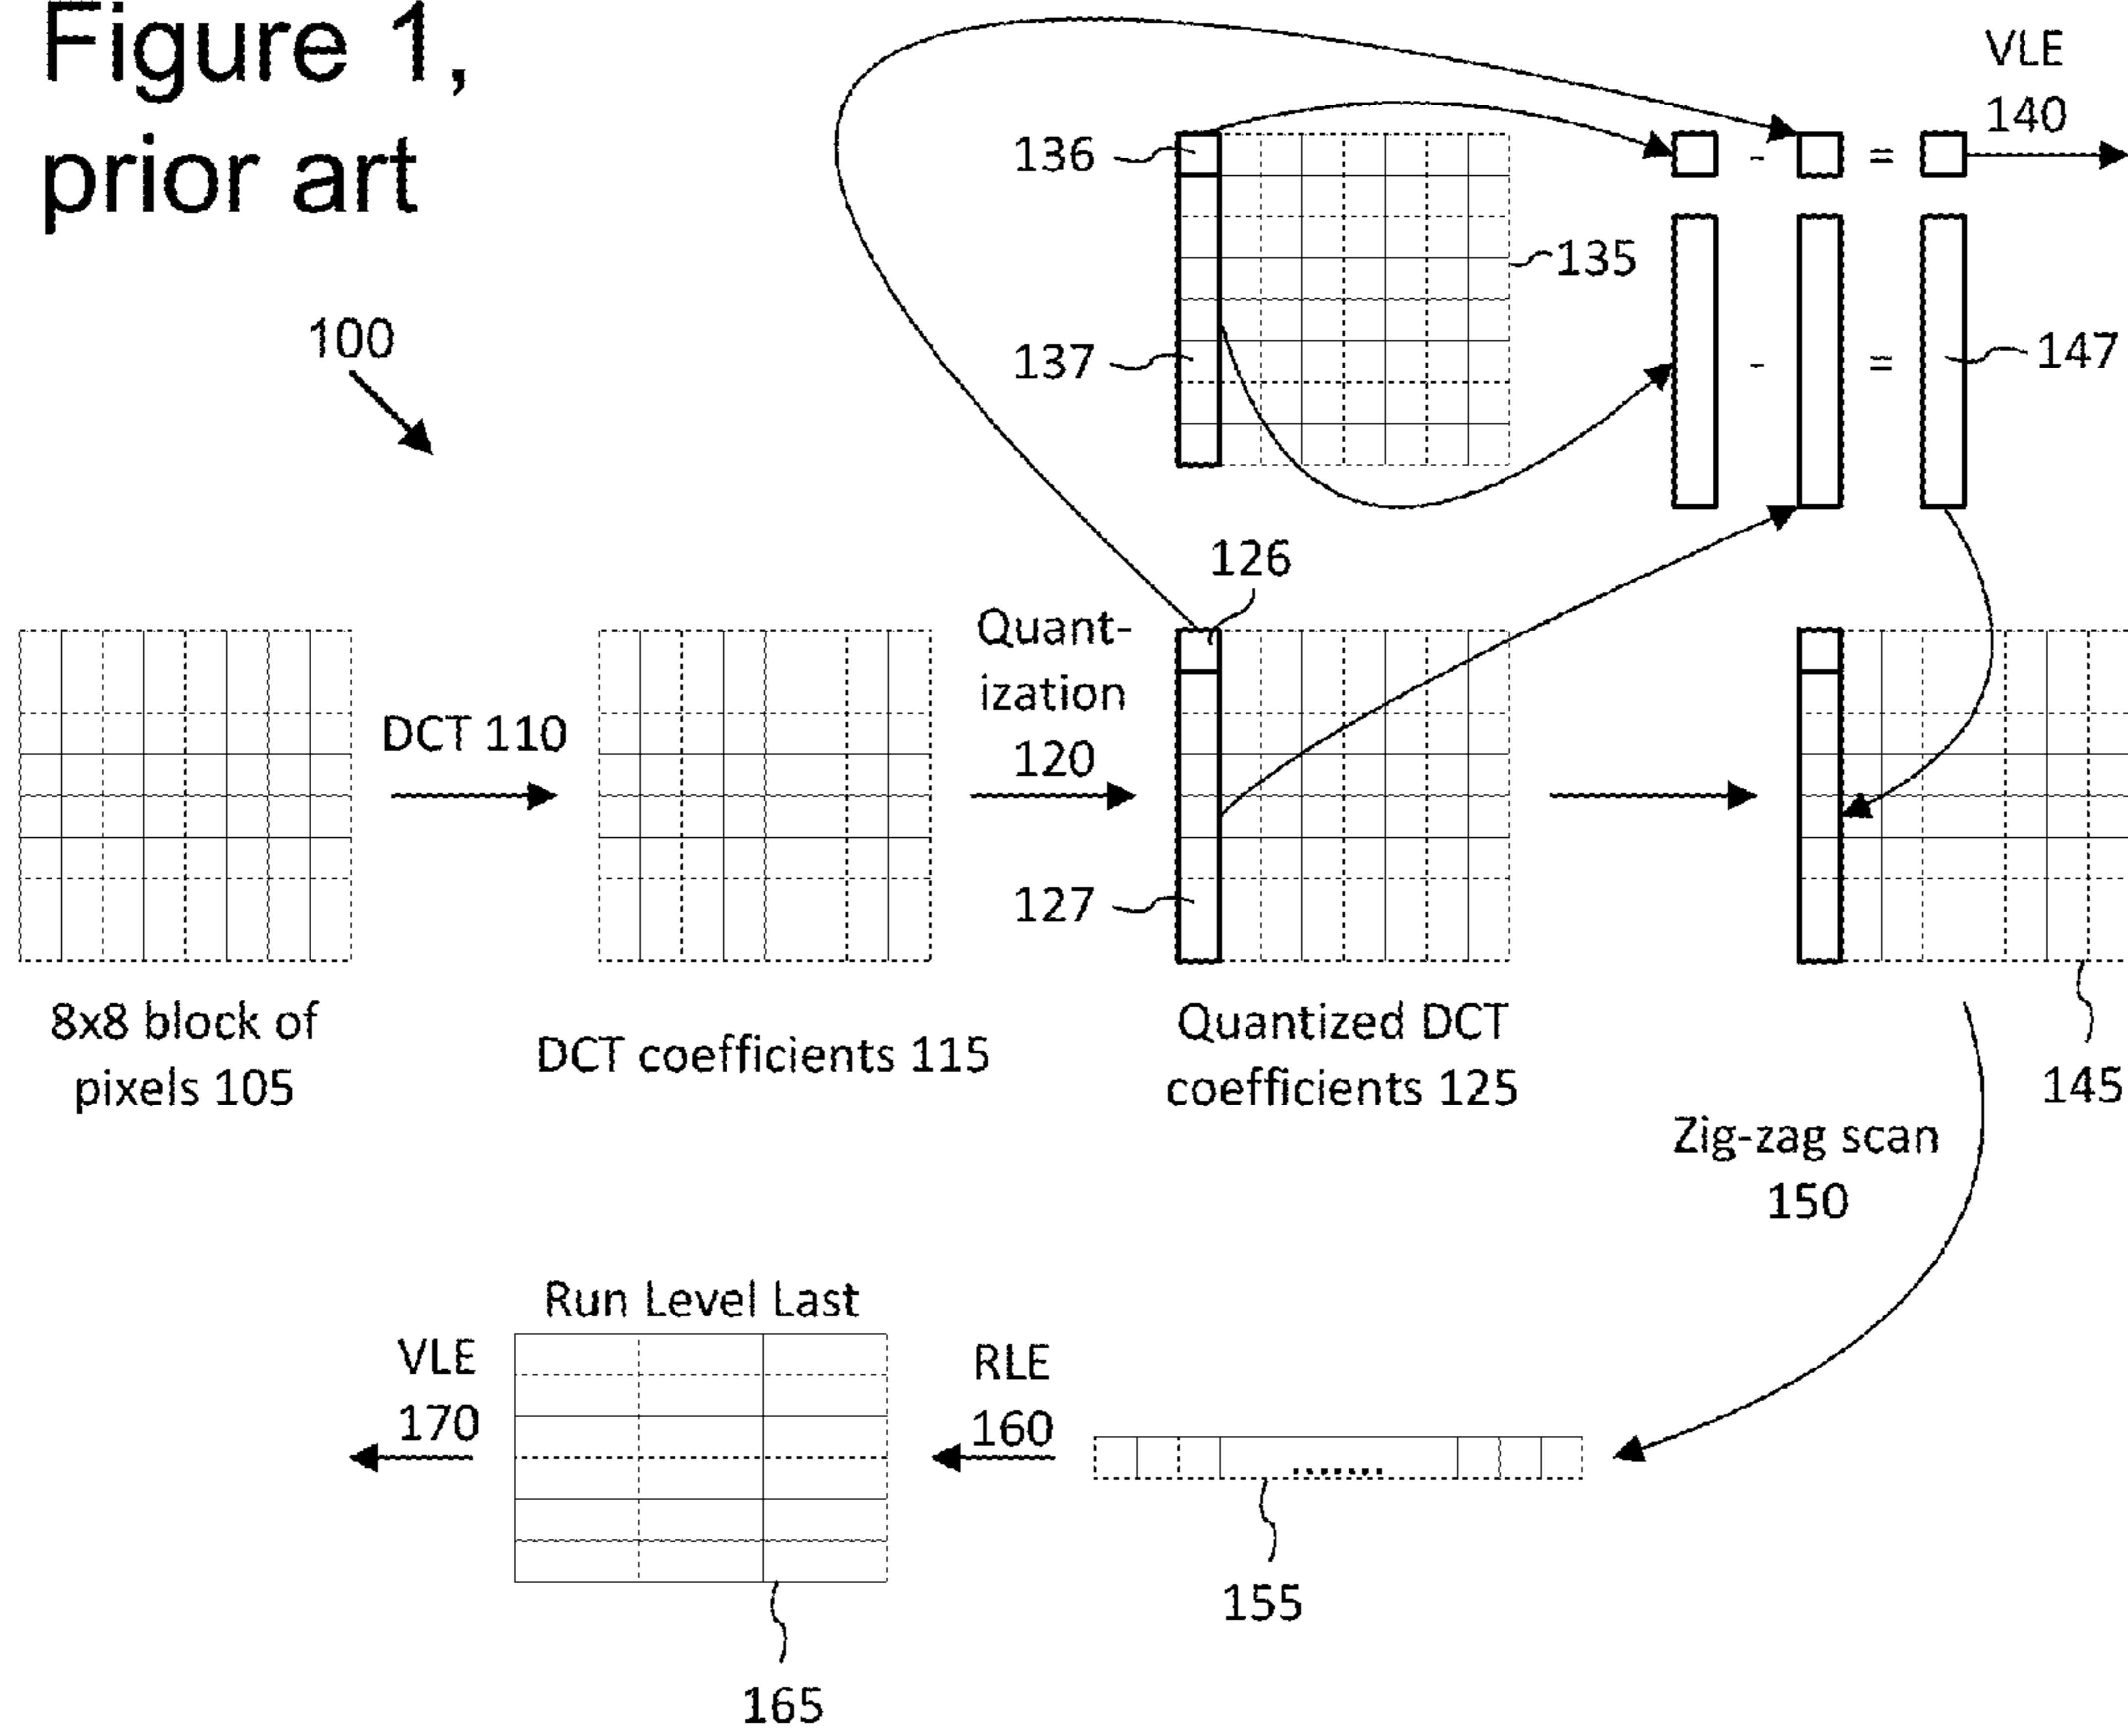 Figure 1,
prior art
VLE
140
136
135
100
137
147
126
Quant-
ization
120
DCT 110
127
8x8 block of
pixels 105
DCT coefficients 115
Quantized DCT
coefficients 125
145
Zig-zag scan
150
Run Level Last
VLE
170
RLE
160
155
165
- =
- =
.......